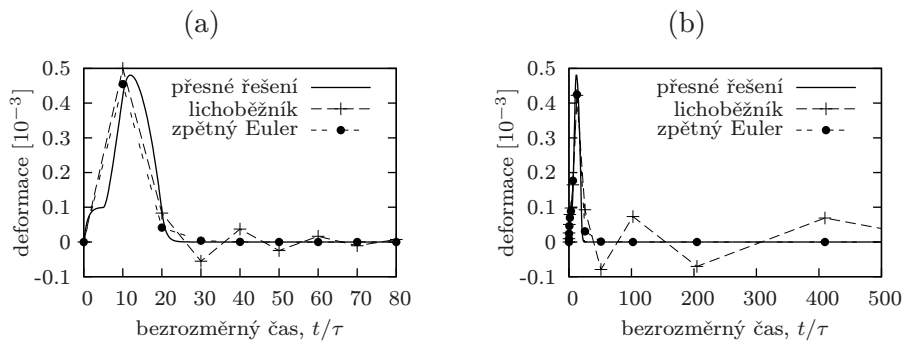 (a)
0.5
0.4
0.3
0.2
0.1
0
-0.1
0 10 20 30 40 50 60 70 80
deformace [10⁻³]
bezrozměrný čas, t/τ
přesné řešení
lichoběžník
zpětný Euler
(b)
0.5
0.4
0.3
0.2
0.1
0
-0.1
0 100 200 300 400 500
deformace [10⁻³]
bezrozměrný čas, t/τ
přesné řešení
lichoběžník
zpětný Euler